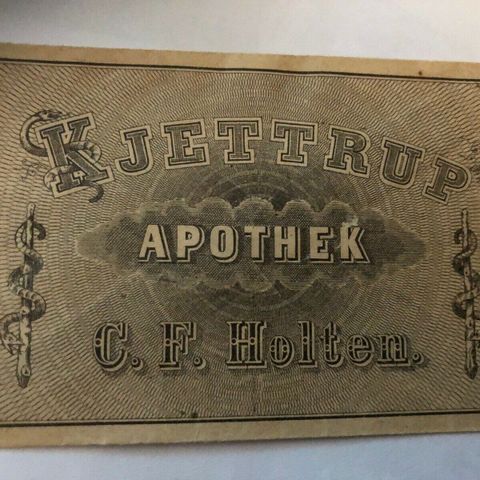 KJETTRUP
APOTHEK
C. F. Holten.